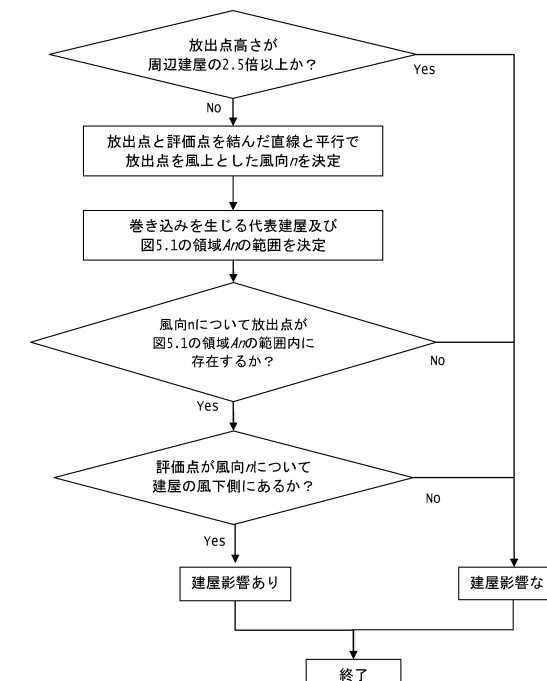 放出点高さが
周辺建屋の2.5倍以上か？
Yes
No
放出点と評価点を結んだ直線と平行で
放出点を風上とした風向nを決定
巻き込みを生じる代表建屋及び
図5.1の領域Anの範囲を決定
風向nについて放出点が
図5.1の領域Anの範囲内に
存在するか？
No
Yes
評価点が風向nについて
建屋の風下側にあるか？
No
Yes
建屋影響あり
建屋影響な
終了